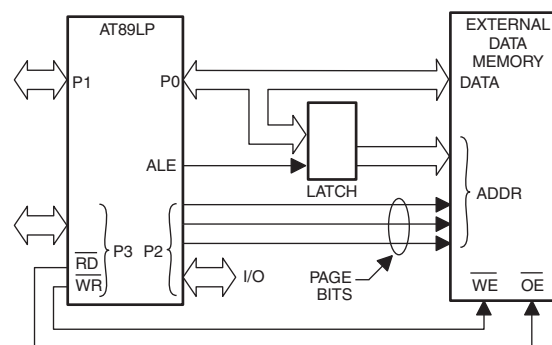 AT89LP
EXTERNAL
DATA
MEMORY
P1
P0
DATA
ALE
LATCH
ADDR
P3
P2
RD
WR
I/O
PAGE
BITS
WE
OE